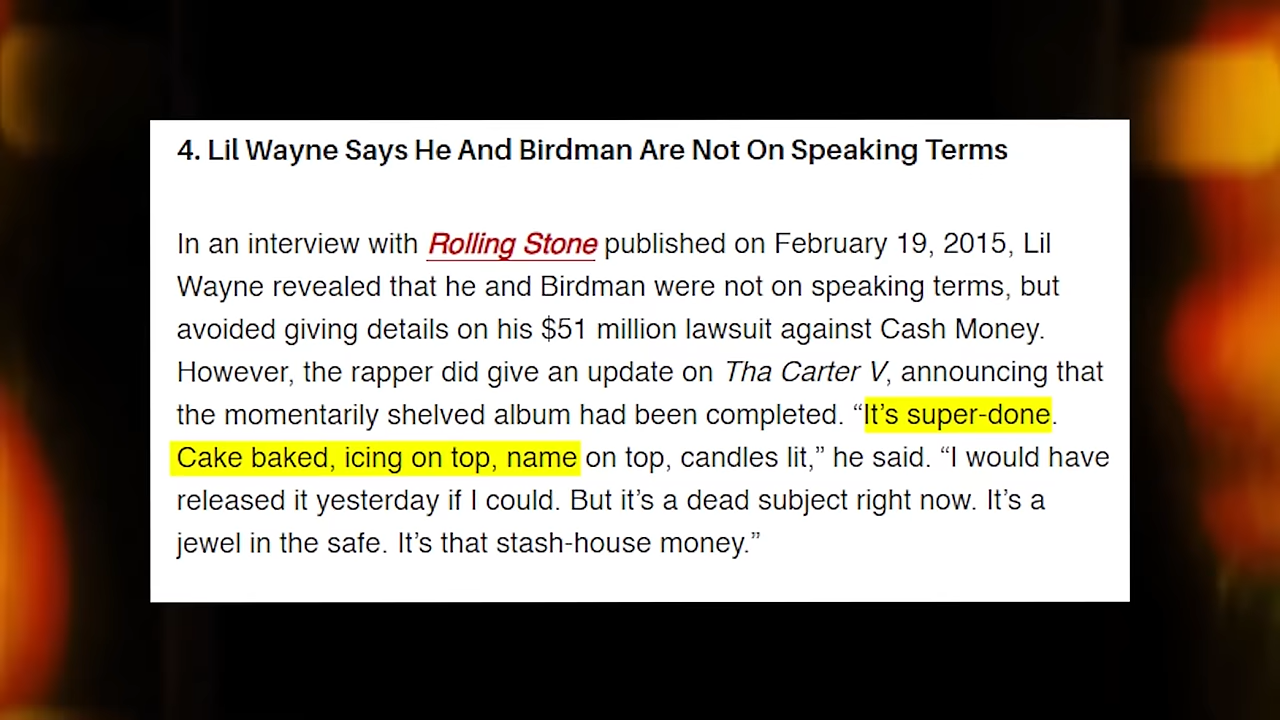 4. Lil Wayne Says He And Birdman Are Not On Speaking Terms
In an interview with Rolling Stone published on February 19, 2015, Lil
Wayne revealed that he and Birdman were not on speaking terms, but
avoided giving details on his $51 million lawsuit against Cash Money.
However, the rapper did give an update on Tha Carter V, announcing that
the momentarily shelved album had been completed. “It’s super-done.
Cake baked, icing on top, name on top, candles lit,” he said. “I would have
released it yesterday if I could. But it’s a dead subject right now. It’s a
jewel in the safe. It’s that stash-house money.”